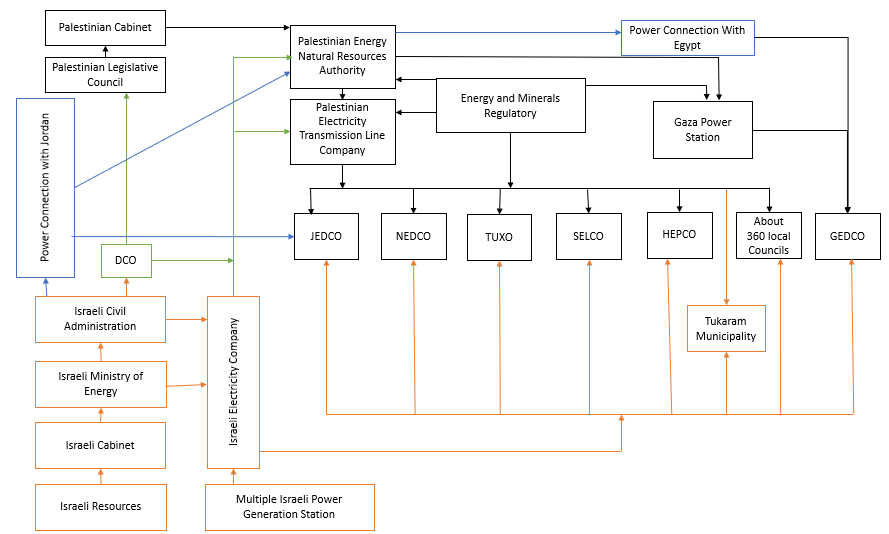 Palestinian Cabinet
Palestinian Legislative
Council
Palestinian Energy
Natural Resources
Authority
Power Connection With
Egypt
Palestinian
Electricity
Transmission Line
Company
Energy and Minerals
Regulatory
Gaza Power
Station
Power Connection with Jordan
DCO
JEDCO
NEDCO
TUXO
SELCO
HEPCO
About
360 local
Councils
GEDCO
Israeli Civil
Administration
Israeli Electricity Company
Tukaram
Municipality
Israeli Ministry of
Energy
Israeli Cabinet
Israeli Resources
Multiple Israeli Power
Generation Station